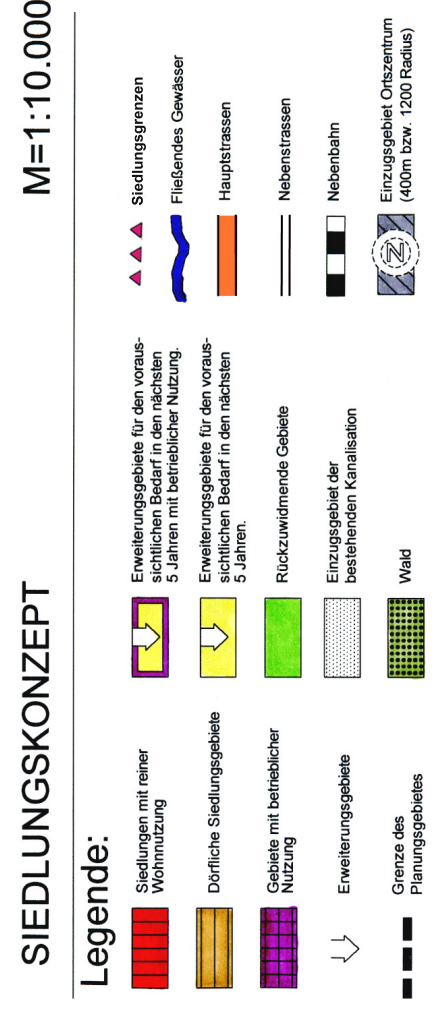 SIEDLUNGSKONZEPT M=1:10.000
Legende:
Siedlungen mit reiner
Wohnnutzung
Dörfliche Siedlungsgebiete
Gebiete mit betrieblicher
Nutzung
Erweiterungsgebiete
Grenze des
Planungsgebietes
Erweiterungsgebiete für den voraus-
sichtlichen Bedarf in den nächsten
5 Jahren mit betrieblicher Nutzung.
Erweiterungsgebiete für den voraus-
sichtlichen Bedarf in den nächsten
5 Jahren.
Rückzuwidmende Gebiete
Einzugsgebiet der
bestehenden Kanalisation
Wald
Siedlungsgrenzen
Fließendes Gewässer
Hauptstrassen
Nebenstrassen
Nebenbahn
Z
Einzugsgebiet Ortszentrum
(400m bzw. 1200 Radius)